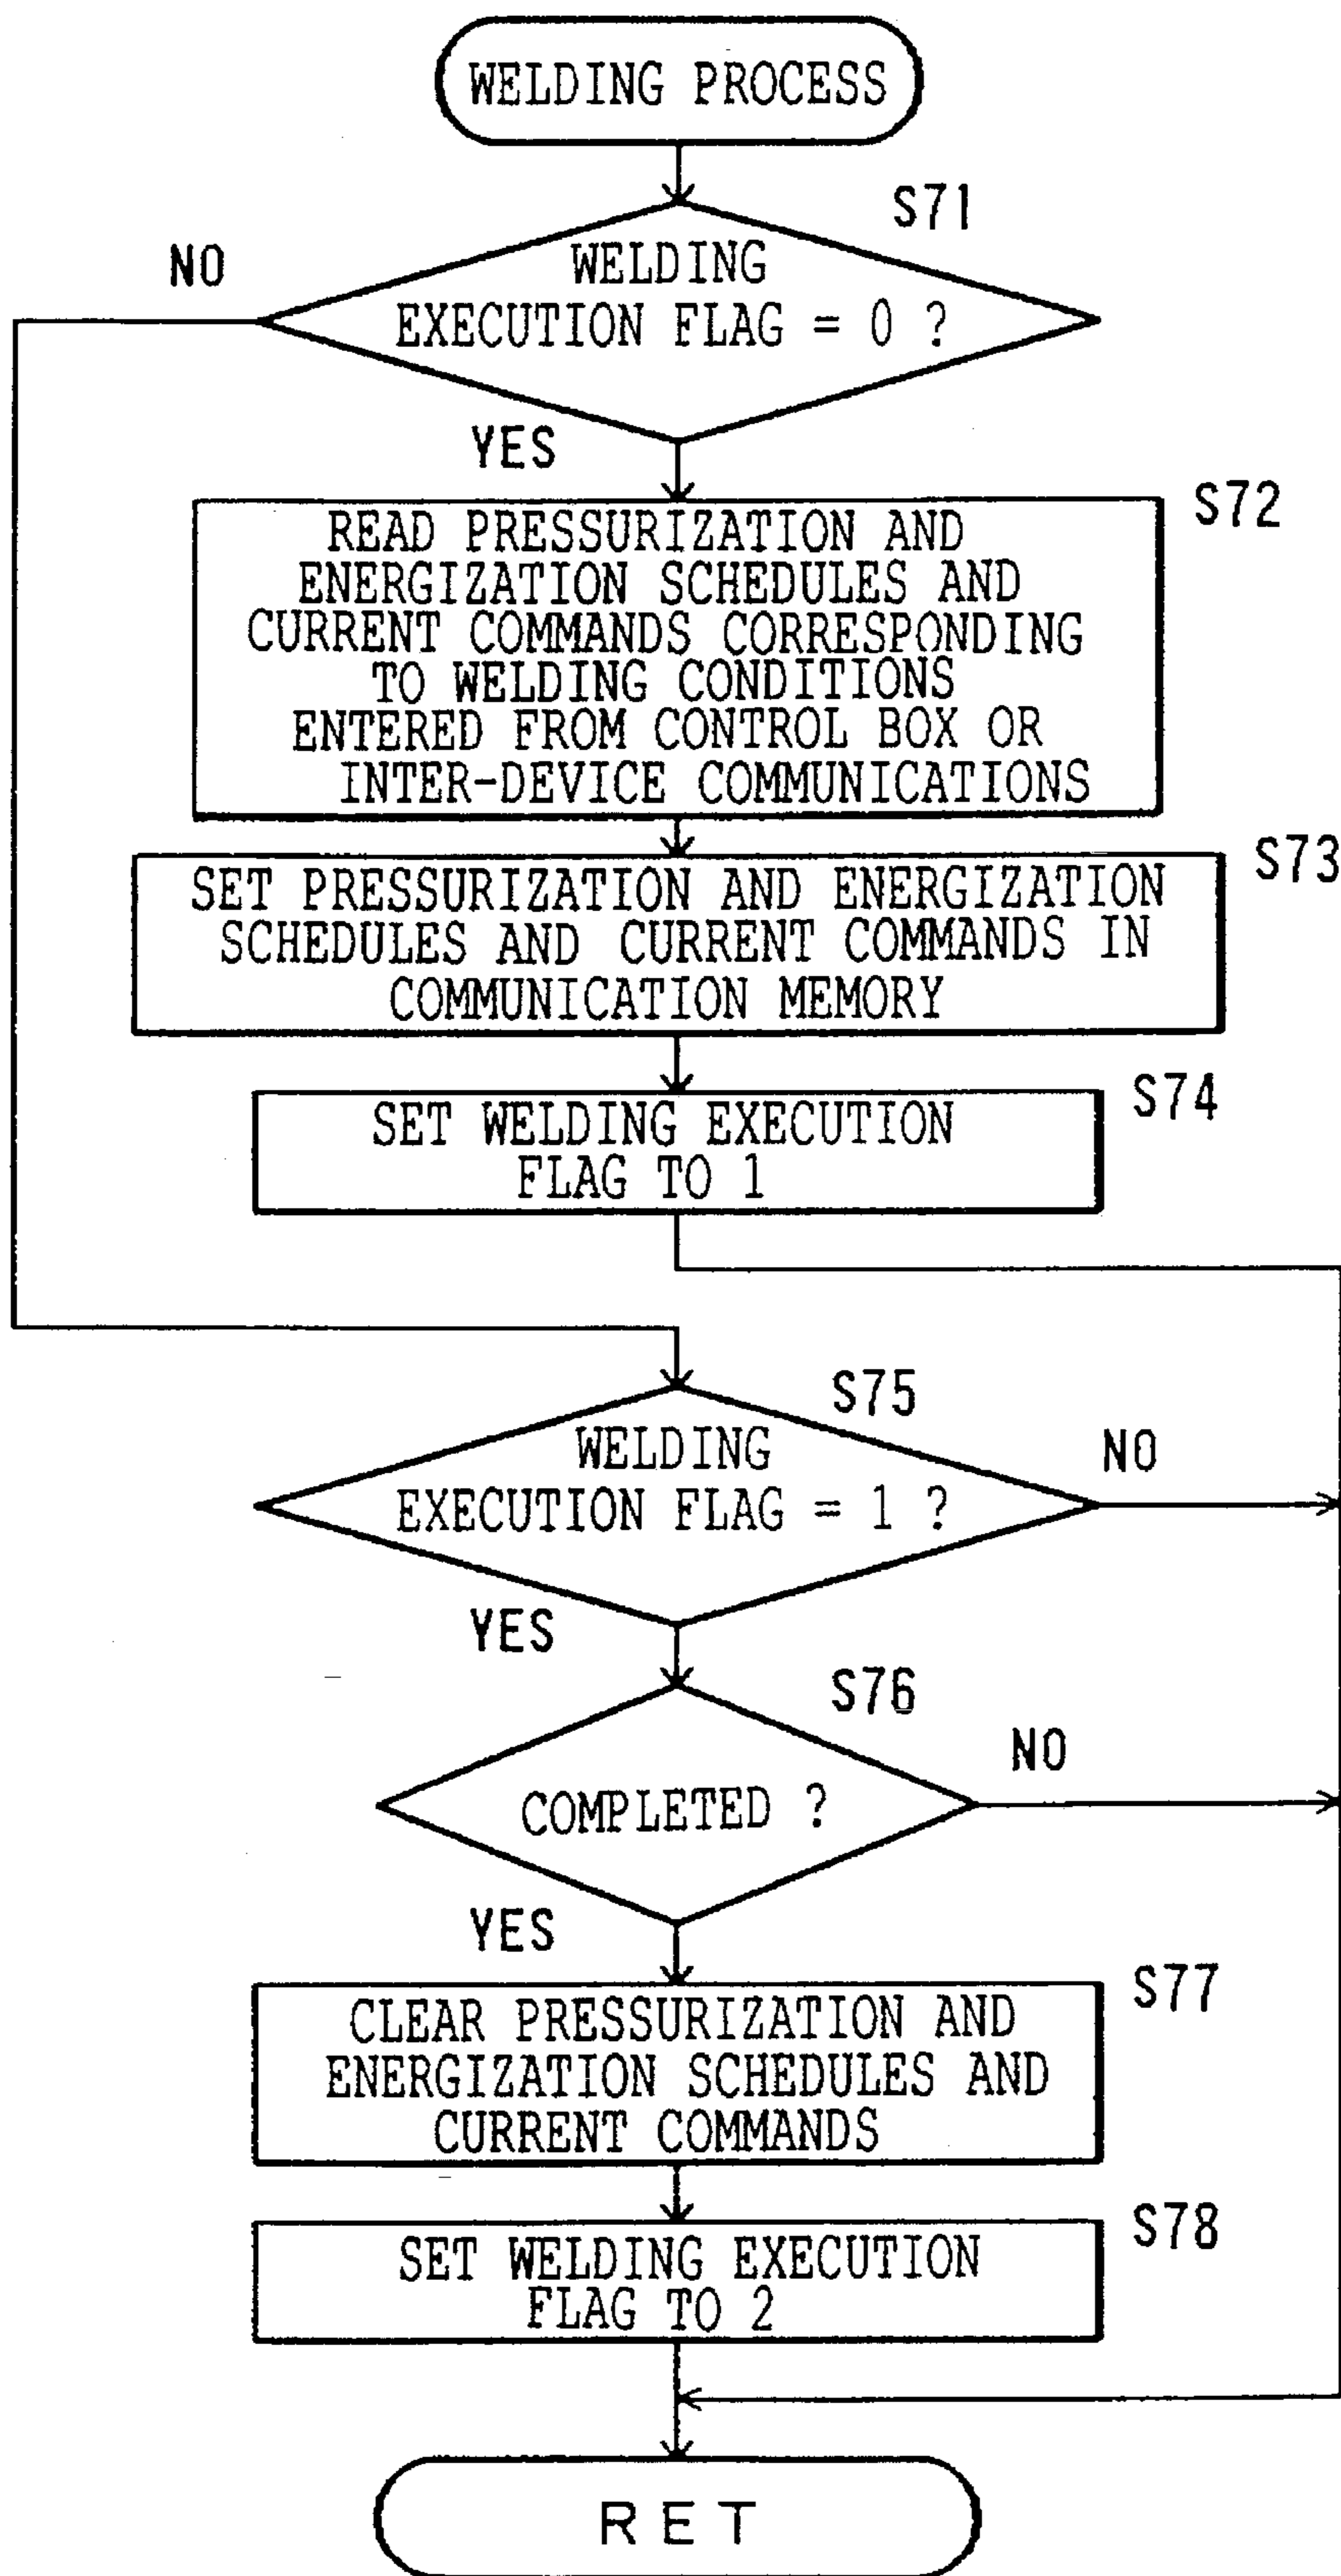 WELDING PROCESS
S71
NO
WELDING
EXECUTION FLAG = 0 ?
YES
S72
READ PRESSURIZATION AND
ENERGIZATION SCHEDULES AND
CURRENT COMMANDS CORRESPONDING
TO WELDING CONDITIONS
ENTERED FROM CONTROL BOX OR
INTER-DEVICE COMMUNICATIONS
S73
SET PRESSURIZATION AND ENERGIZATION
SCHEDULES AND CURRENT COMMANDS IN
COMMUNICATION MEMORY
S74
SET WELDING EXECUTION
FLAG TO 1
S75
WELDING
NO
EXECUTION FLAG = 1 ?
YES
S76
NO
COMPLETED ?
YES
S77
CLEAR PRESSURIZATION AND
ENERGIZATION SCHEDULES AND
CURRENT COMMANDS
S78
SET WELDING EXECUTION
FLAG TO 2
RET